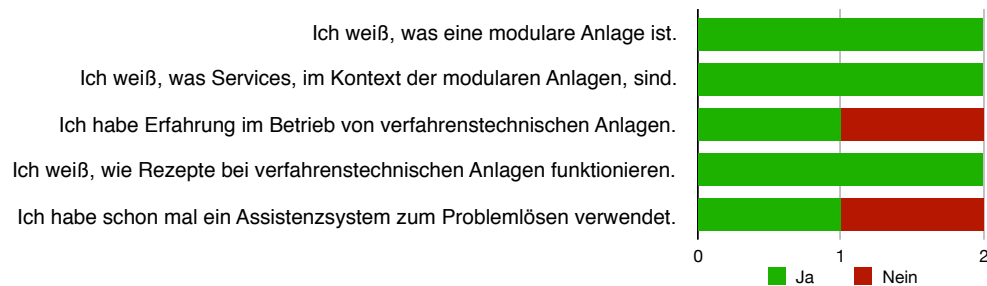 Ich weiß, was eine modulare Anlage ist.
Ich weiß, was Services, im Kontext der modularen Anlagen, sind.
Ich habe Erfahrung im Betrieb von verfahrenstechnischen Anlagen.
Ich weiß, wie Rezepte bei verfahrenstechnischen Anlagen funktionieren.
Ich habe schon mal ein Assistenzsystem zum Problemlösen verwendet.
0 1 2
Ja Nein